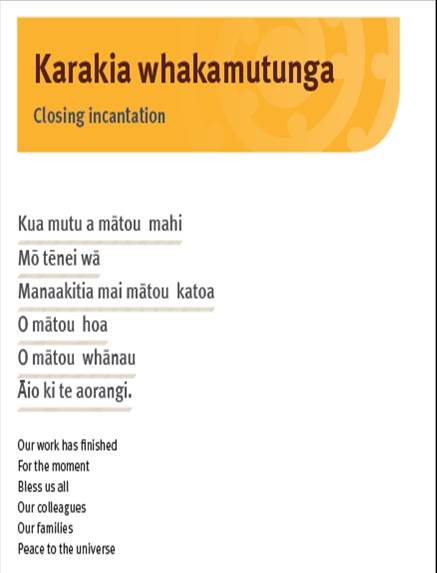 Karakia whakamutunga
Closing incantation
Kua mutu a mātou mahi
Mō tēnei wā
Manaakitia mai mātou katoa
O mātou hoa
O mātou whānau
Āio ki te aorangi.
Our work has finished
For the moment
Bless us all
Our colleagues
Our families
Peace to the universe